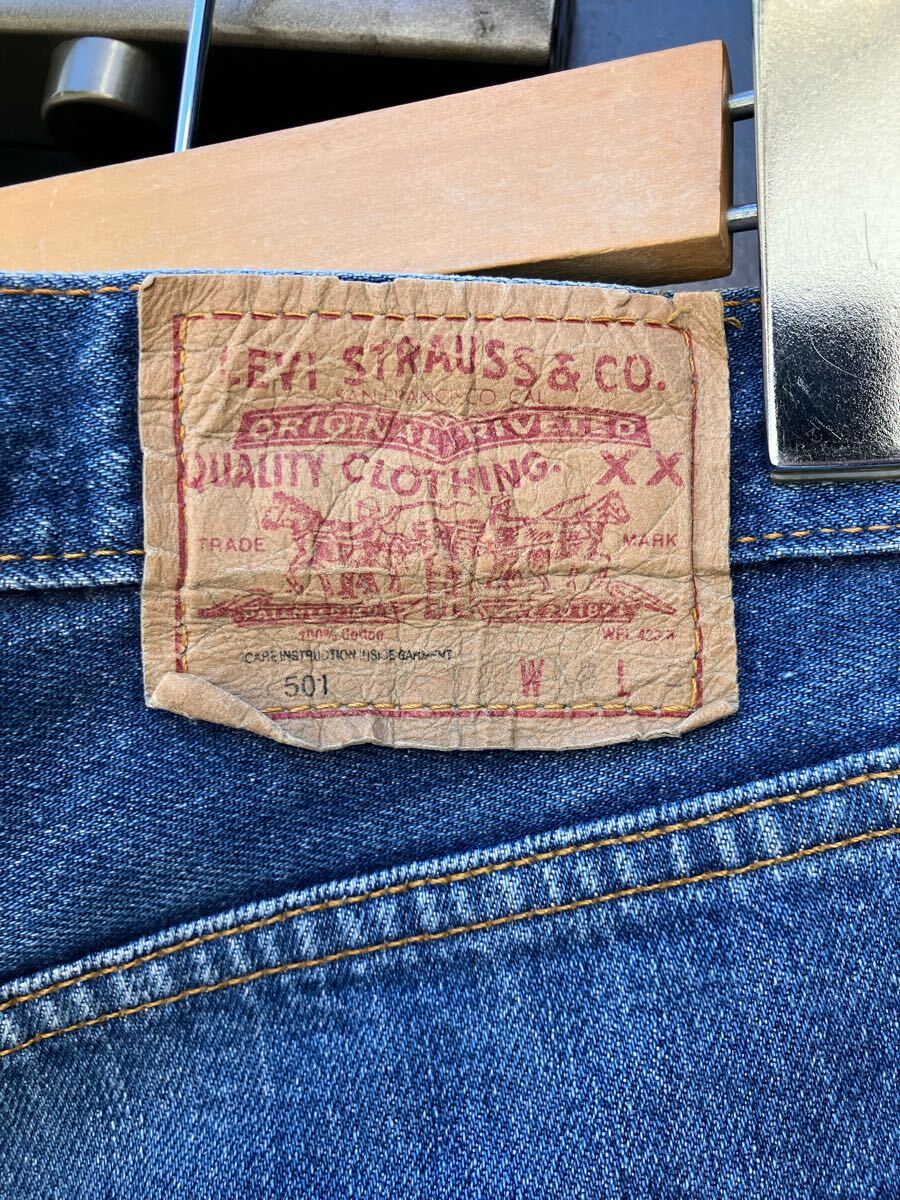 LEVI STRAUSS & CO.
SAN FRANCISCO CAL
ORIGINAL RIVETED
QUALITY CLOTHING. XX
TRADE MARK
100% Cotton
CARE INSTRUCTION INSIDE GARMENT
501 W L